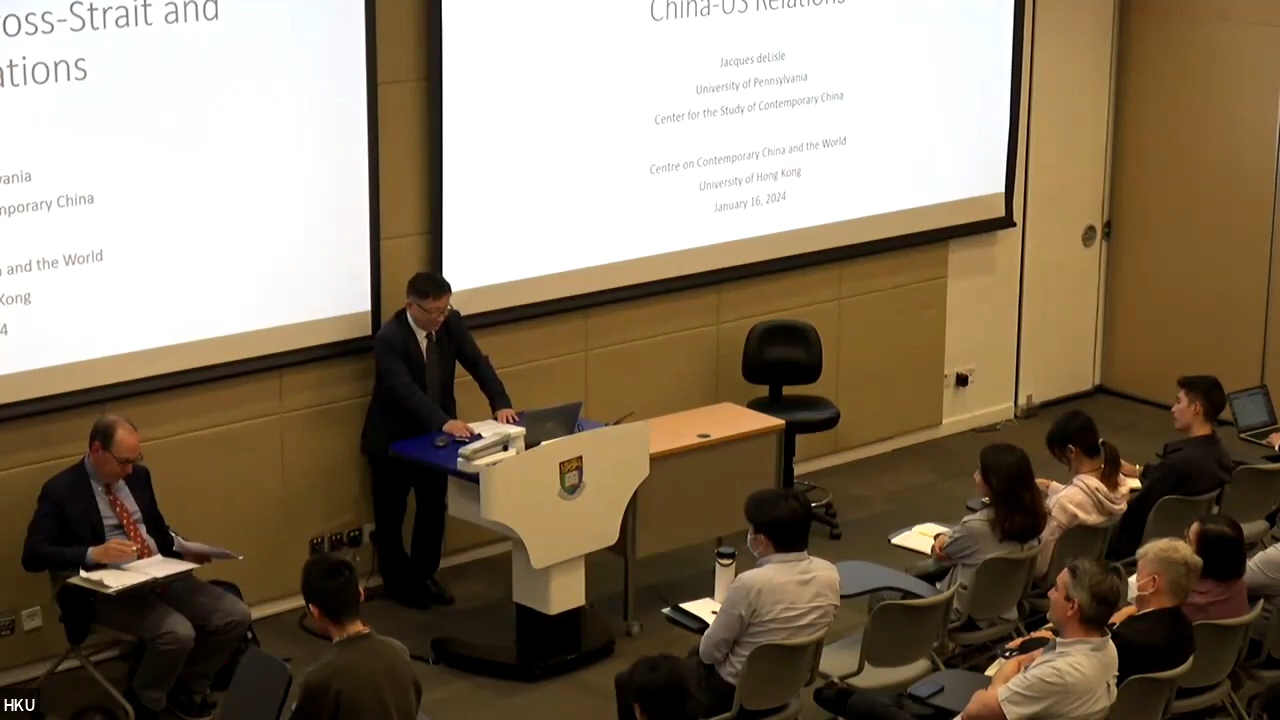 oss-Strait and
ations
vania
mporary China
and the World
Kong
4
China-US Relations
Jacques deLisle
University of Pennsylvania
Center for the Study of Contemporary China
Centre on Contemporary China and the World
University of Hong Kong
January 16, 2024
HKU